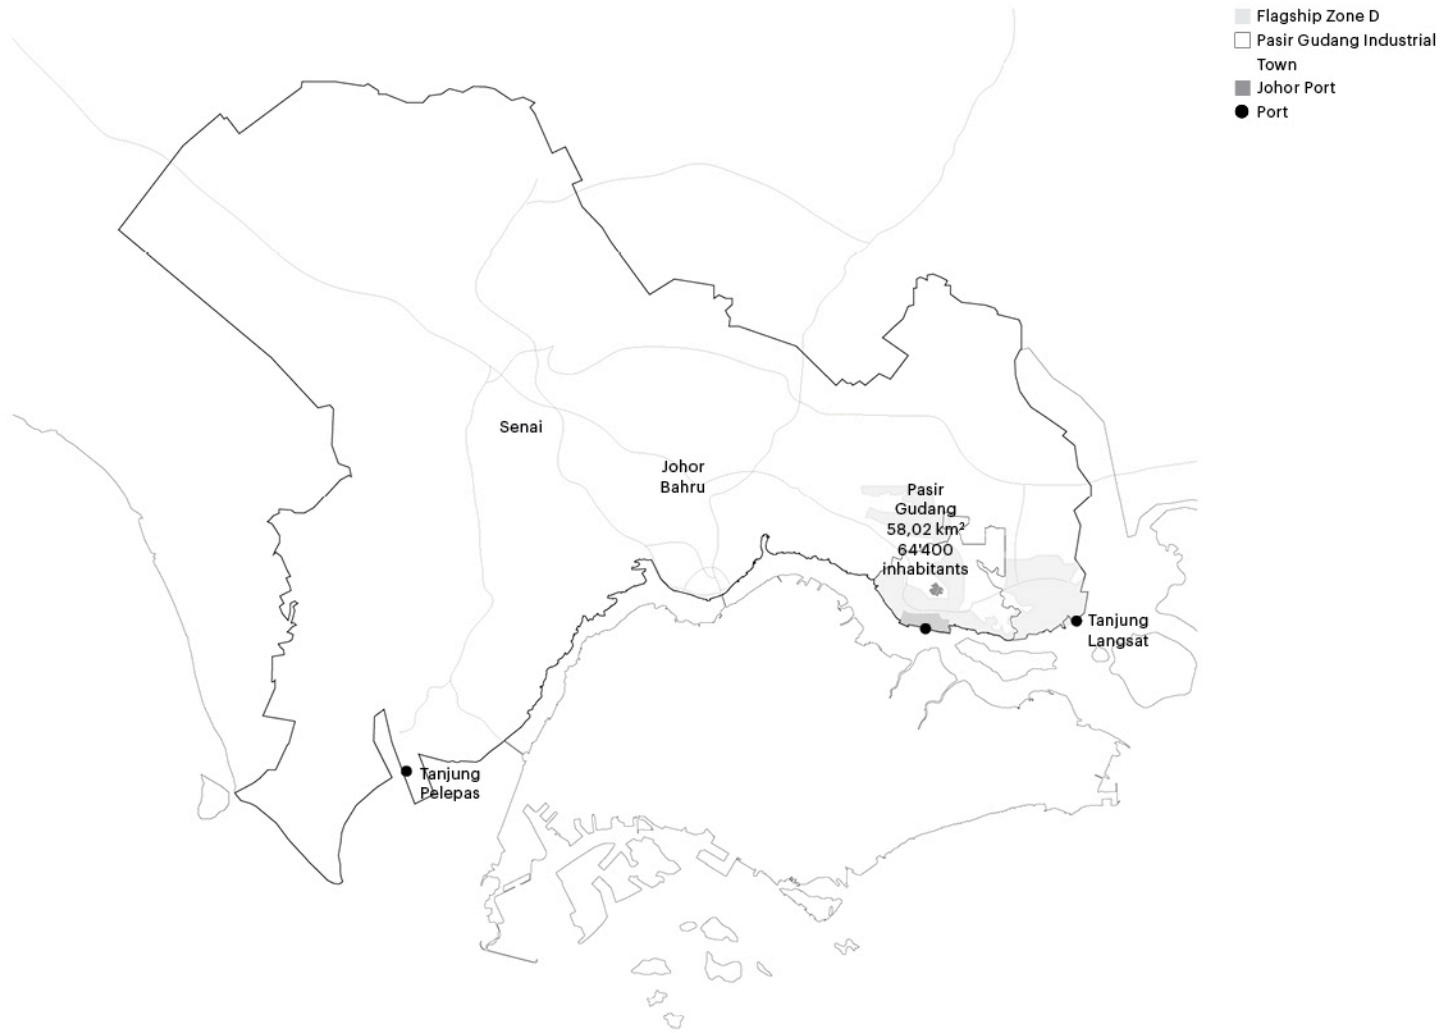 Flagship Zone D
Pasir Gudang Industrial
Town
Johor Port
Port
Senai
Johor
Bahru
Pasir
Gudang
58,02 km²
64'400
inhabitants
Tanjung
Langsat
Tanjung
Pelepas